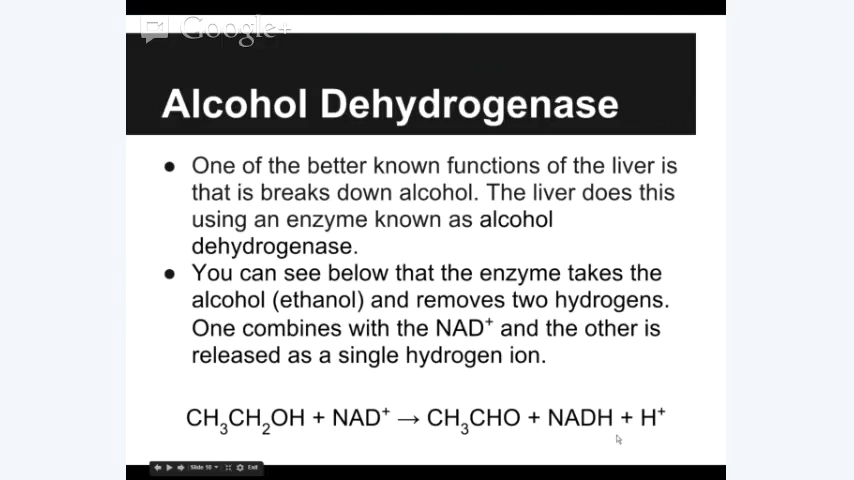 Google+
Alcohol Dehydrogenase
● One of the better known functions of the liver is
that is breaks down alcohol. The liver does this
using an enzyme known as alcohol
dehydrogenase.
● You can see below that the enzyme takes the
alcohol (ethanol) and removes two hydrogens.
One combines with the NAD⁺ and the other is
released as a single hydrogen ion.
CH₃CH₂OH + NAD⁺ → CH₃CHO + NADH + H⁺
Slide 10 Exit